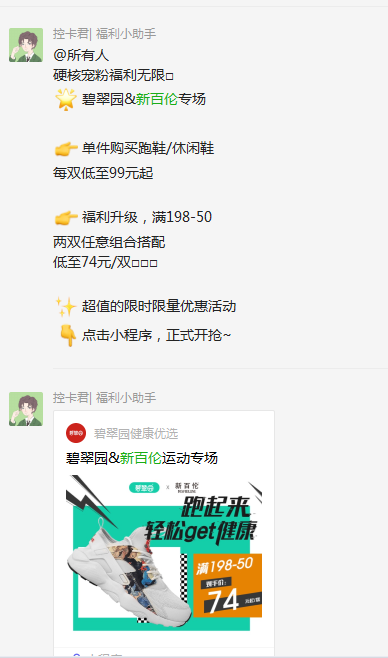 控卡君| 福利小助手
@所有人
硬核宠粉福利无限□
碧翠园&新百伦专场
单件购买跑鞋/休闲鞋
每双低至99元起
福利升级，满198-50
两双任意组合搭配
低至74元/双□□□
超值的限时限量优惠活动
点击小程序，正式开抢~
控卡君| 福利小助手
碧翠园健康优选
碧翠园&新百伦运动专场
碧翠园 x 新百伦
跑起来
轻松get健康
满198-50
到手价:
74
小程序